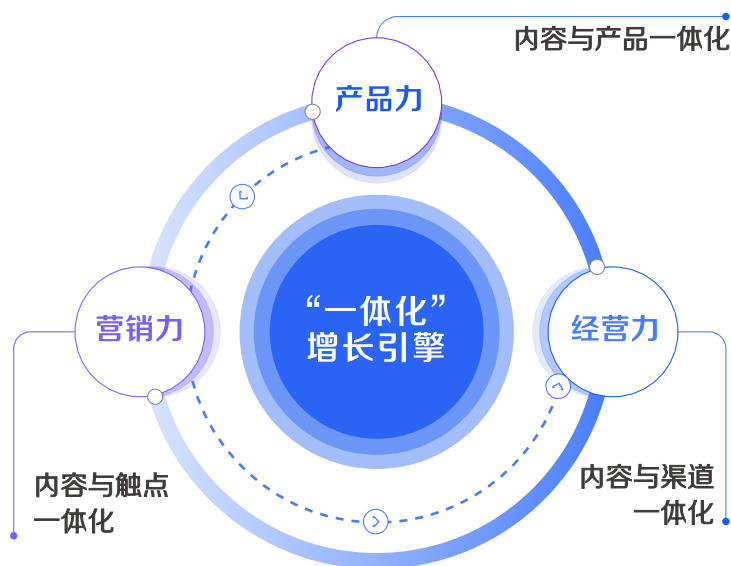 内容与产品一体化
产品力
“一体化”
增长引擎
营销力
经营力
内容与触点
一体化
内容与渠道
一体化